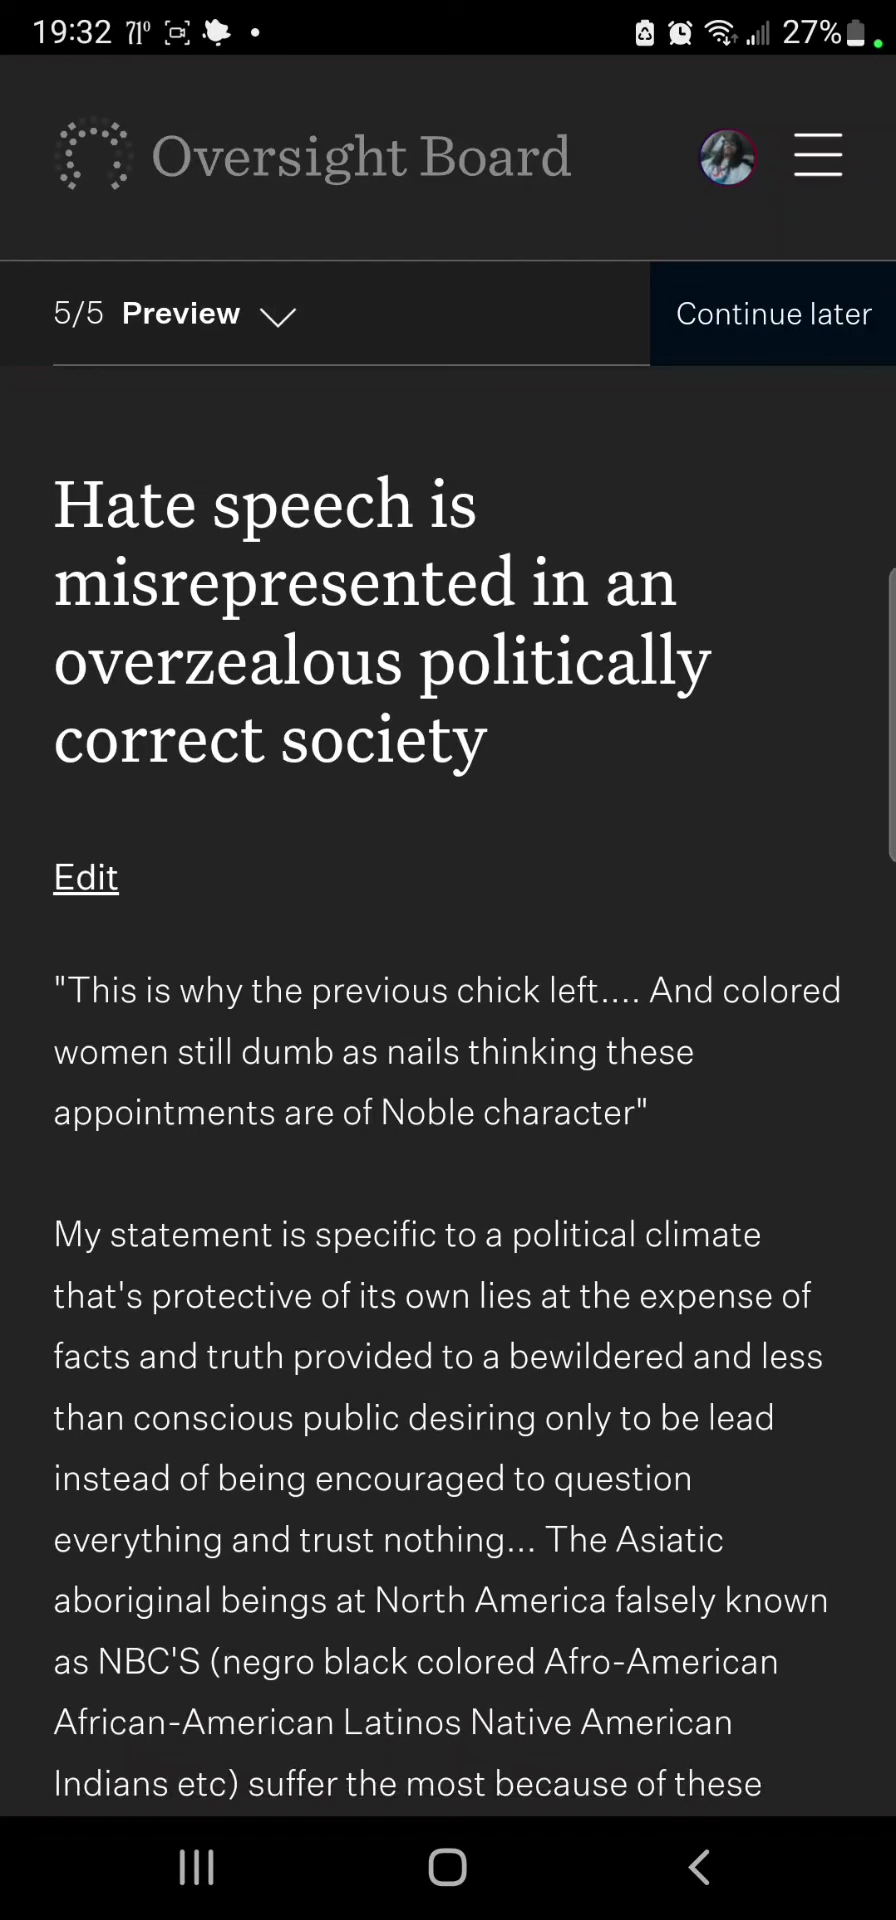 19:32 71° 27%
Oversight Board
5/5 Preview
Continue later
Hate speech is
misrepresented in an
overzealous politically
correct society
Edit
"This is why the previous chick left.... And colored
women still dumb as nails thinking these
appointments are of Noble character"
My statement is specific to a political climate
that's protective of its own lies at the expense of
facts and truth provided to a bewildered and less
than conscious public desiring only to be lead
instead of being encouraged to question
everything and trust nothing... The Asiatic
aboriginal beings at North America falsely known
as NBC'S (negro black colored Afro-American
African-American Latinos Native American
Indians etc) suffer the most because of these